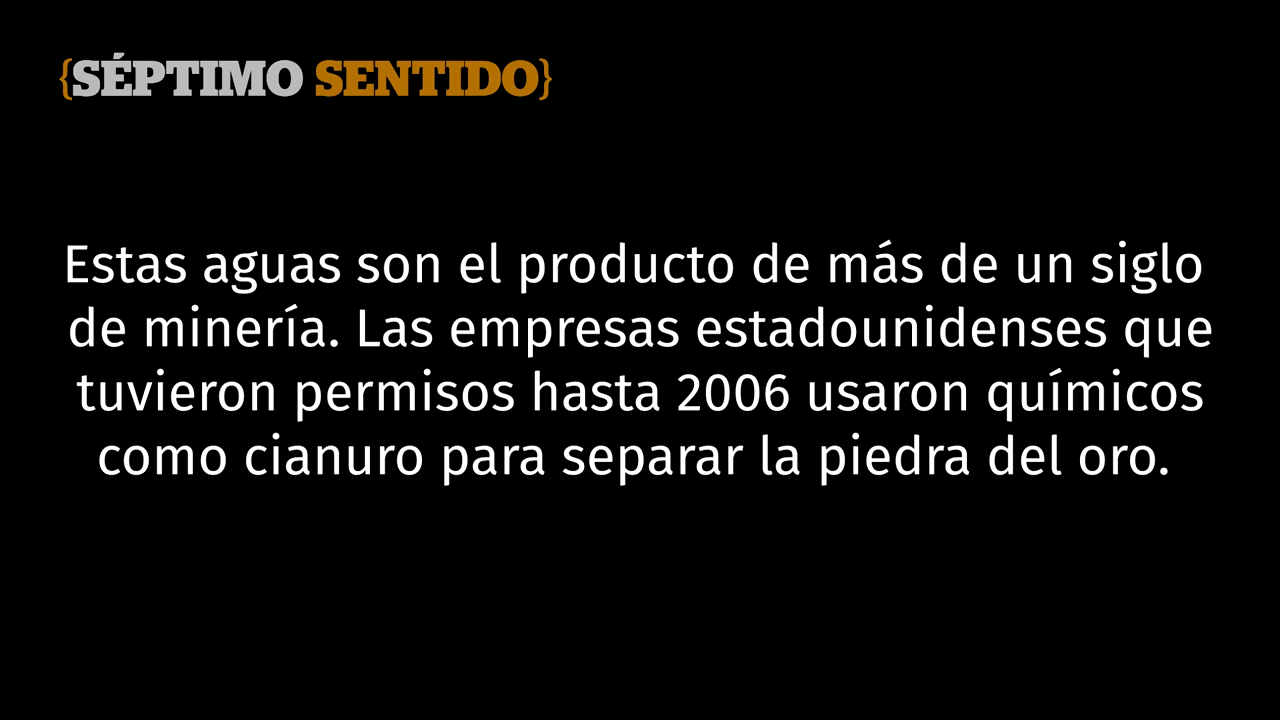 {SÉPTIMO SENTIDO}
Estas aguas son el producto de más de un siglo
de minería. Las empresas estadounidenses que
tuvieron permisos hasta 2006 usaron químicos
como cianuro para separar la piedra del oro.